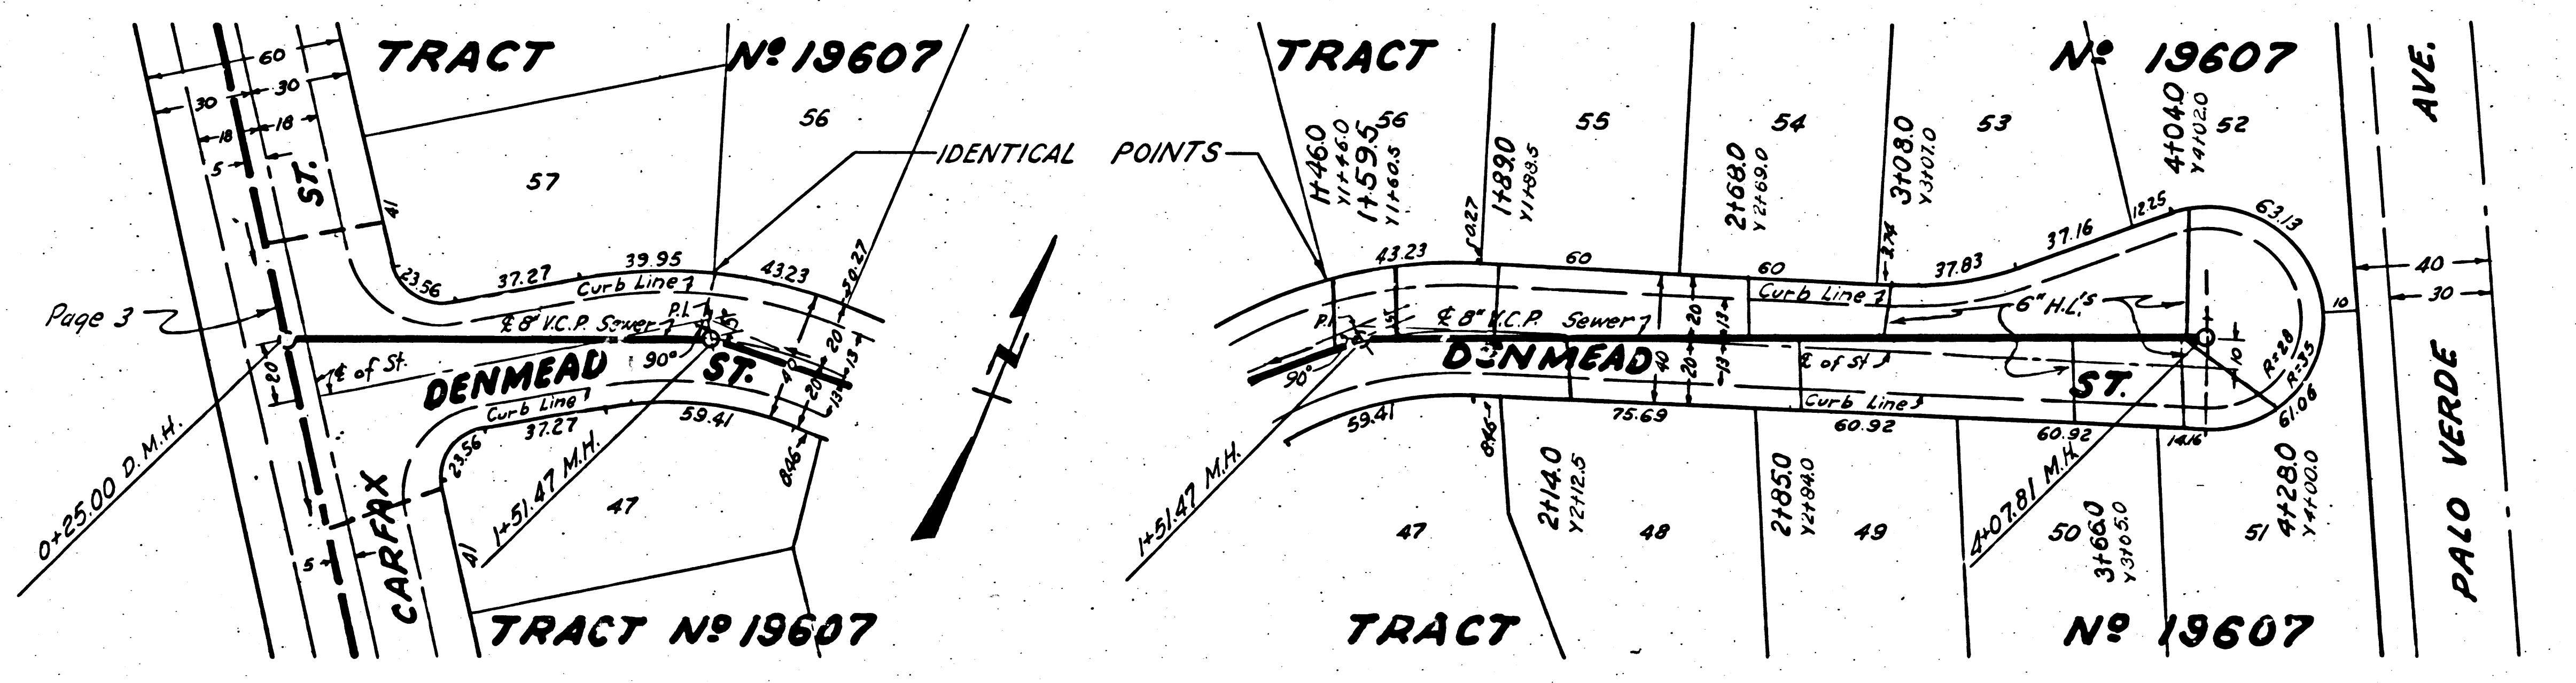 TRACT Nº 19607
60
30 30
18 18
5
ST.
41
57
56
IDENTICAL POINTS
23.56
37.27
39.95
43.23
50.27
Curb Line
Page 3
P.I.
℄ 8" V.C.P. Sewer
90°
20
℄ of St.
DENMEAD ST.
40
20
20
13
13
Curb Line
37.27
59.41
23.56
8.46
0+25.00 D.M.H.
1+51.47 M.H.
47
41
5
CARFAX
TRACT Nº 19607
TRACT Nº 19607
56
55
54
53
52
1+46.0
Y1+46.0
1+59.5
Y1+60.5
1+89.0
Y1+88.5
2+68.0
Y2+69.0
3+08.0
Y3+07.0
4+04.0
Y4+02.0
43.23
50.27
60
60
3.74
37.83
37.16
12.25
63.13
Curb Line
6" H.L.'s
P.I.
℄ 8" V.C.P. Sewer
90°
DENMEAD ST.
40
20
20
13
13
℄ of St.
10
R=28
R=35
61.06
59.41
8.46
75.69
Curb Line
60.92
60.92
14.16
1+51.47 M.H.
4+07.81 M.H.
2+14.0
Y2+12.5
2+85.0
Y2+84.0
3+66.0
Y3+05.0
4+28.0
Y4+00.0
47
48
49
50
51
10
40
30
PALO VERDE AVE.
TRACT Nº 19607